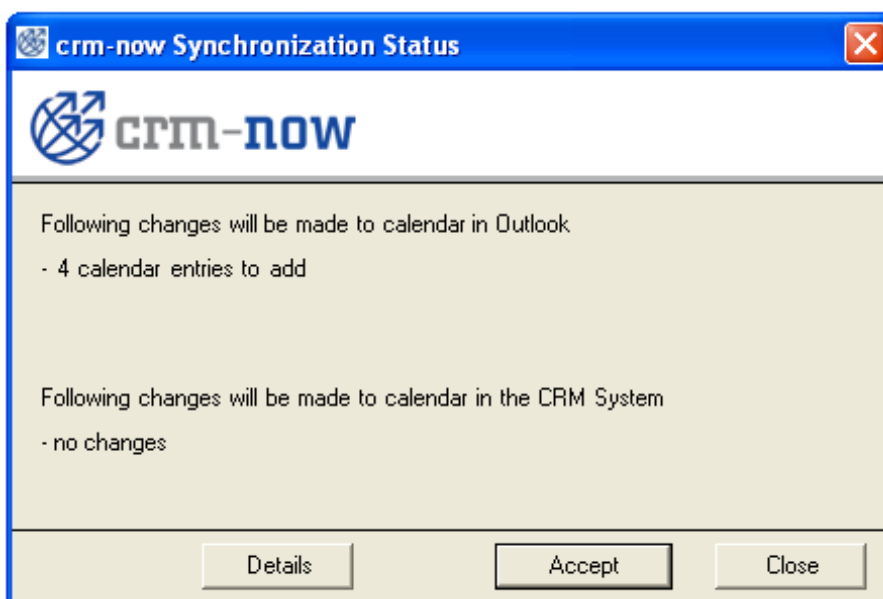 crm-now Synchronization Status
crm-now
Following changes will be made to calendar in Outlook
- 4 calendar entries to add
Following changes will be made to calendar in the CRM System
- no changes
Details Accept Close